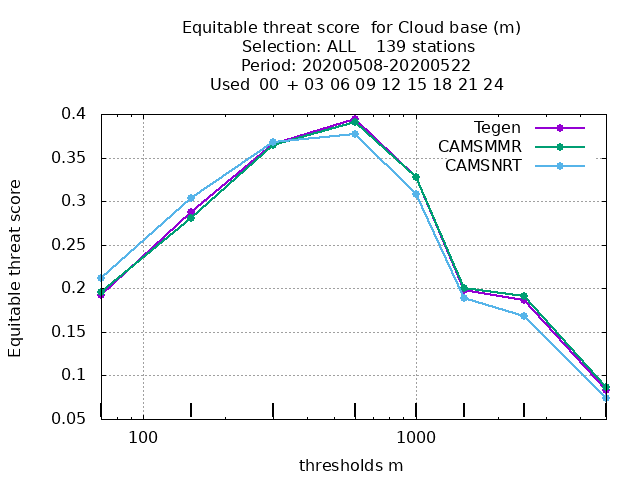 Equitable threat score  for Cloud base (m)
Selection: ALL    139 stations
Period: 20200508-20200522
Used  00 + 03 06 09 12 15 18 21 24
Equitable threat score
0.4
0.35
0.3
0.25
0.2
0.15
0.1
0.05
Tegen
CAMSMMR
CAMSNRT
100
1000
thresholds m